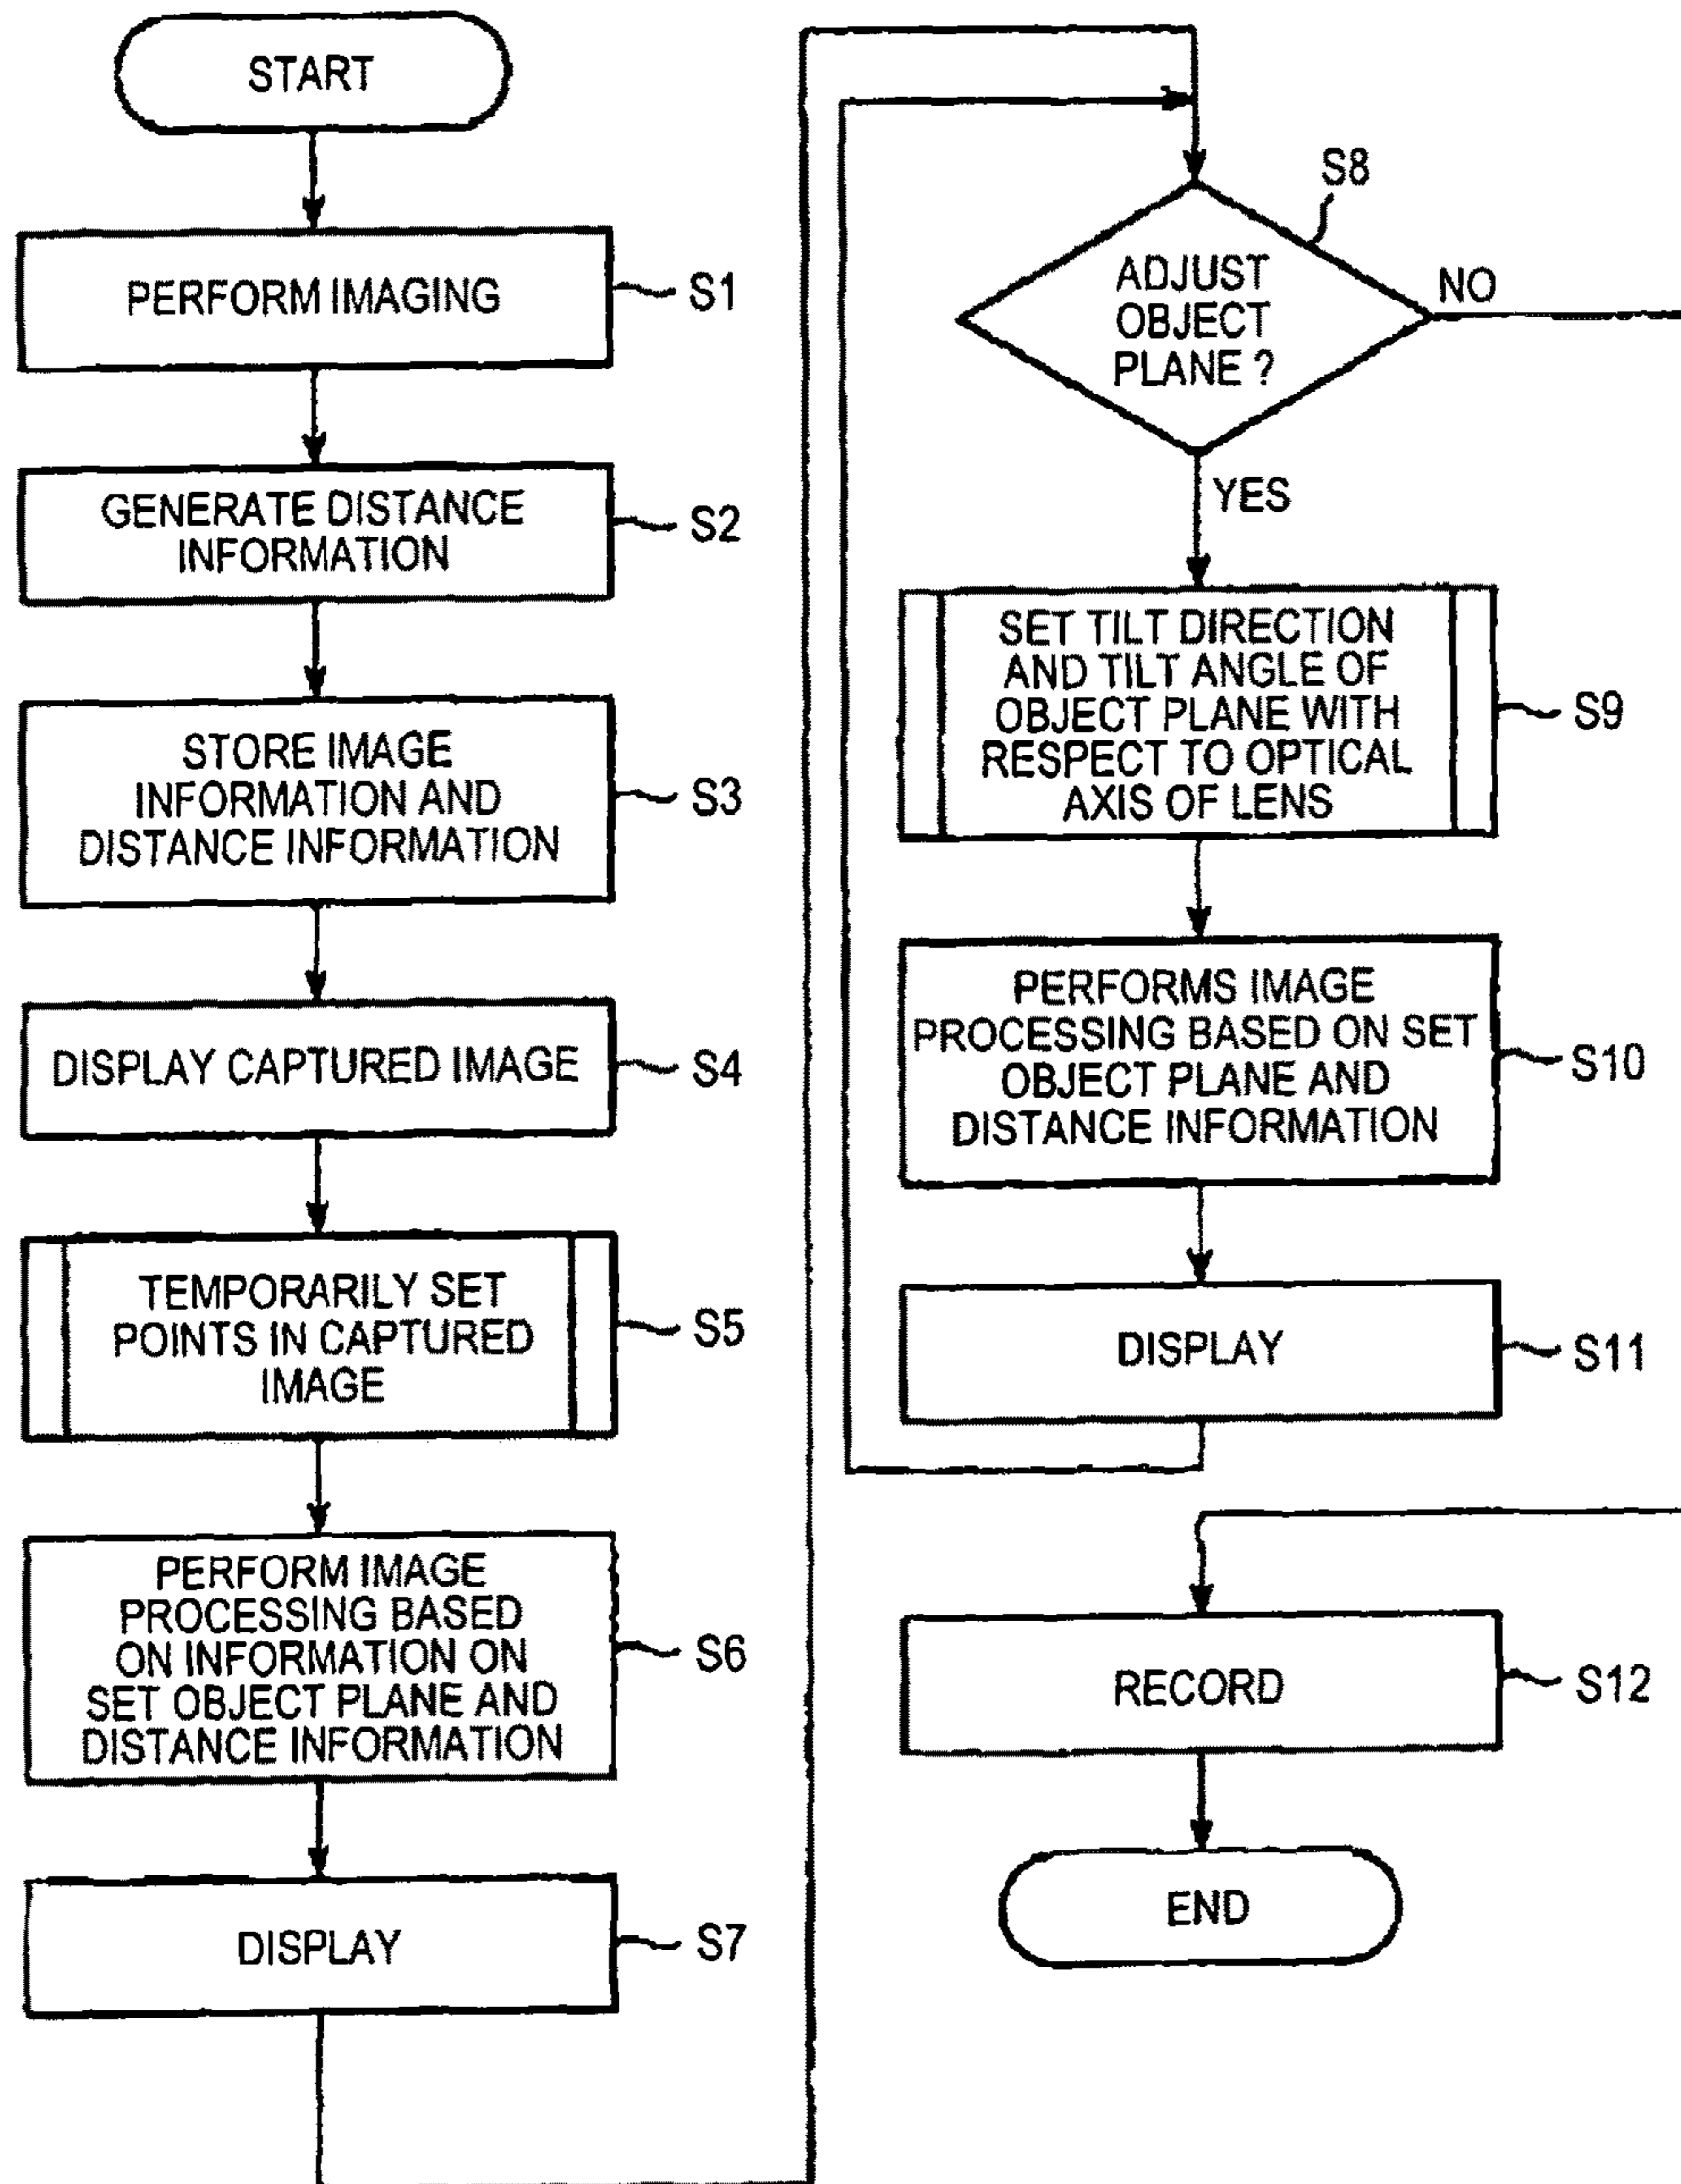 START
PERFORM IMAGING
S1
GENERATE DISTANCE
INFORMATION
S2
STORE IMAGE
INFORMATION AND
DISTANCE INFORMATION
S3
DISPLAY CAPTURED IMAGE
S4
TEMPORARILY SET
POINTS IN CAPTURED
IMAGE
S5
PERFORM IMAGE
PROCESSING BASED
ON INFORMATION ON
SET OBJECT PLANE AND
DISTANCE INFORMATION
S6
DISPLAY
S7
S8
ADJUST
OBJECT
PLANE ?
NO
YES
SET TILT DIRECTION
AND TILT ANGLE OF
OBJECT PLANE WITH
RESPECT TO OPTICAL
AXIS OF LENS
S9
PERFORMS IMAGE
PROCESSING BASED ON SET
OBJECT PLANE AND
DISTANCE INFORMATION
S10
DISPLAY
S11
RECORD
S12
END